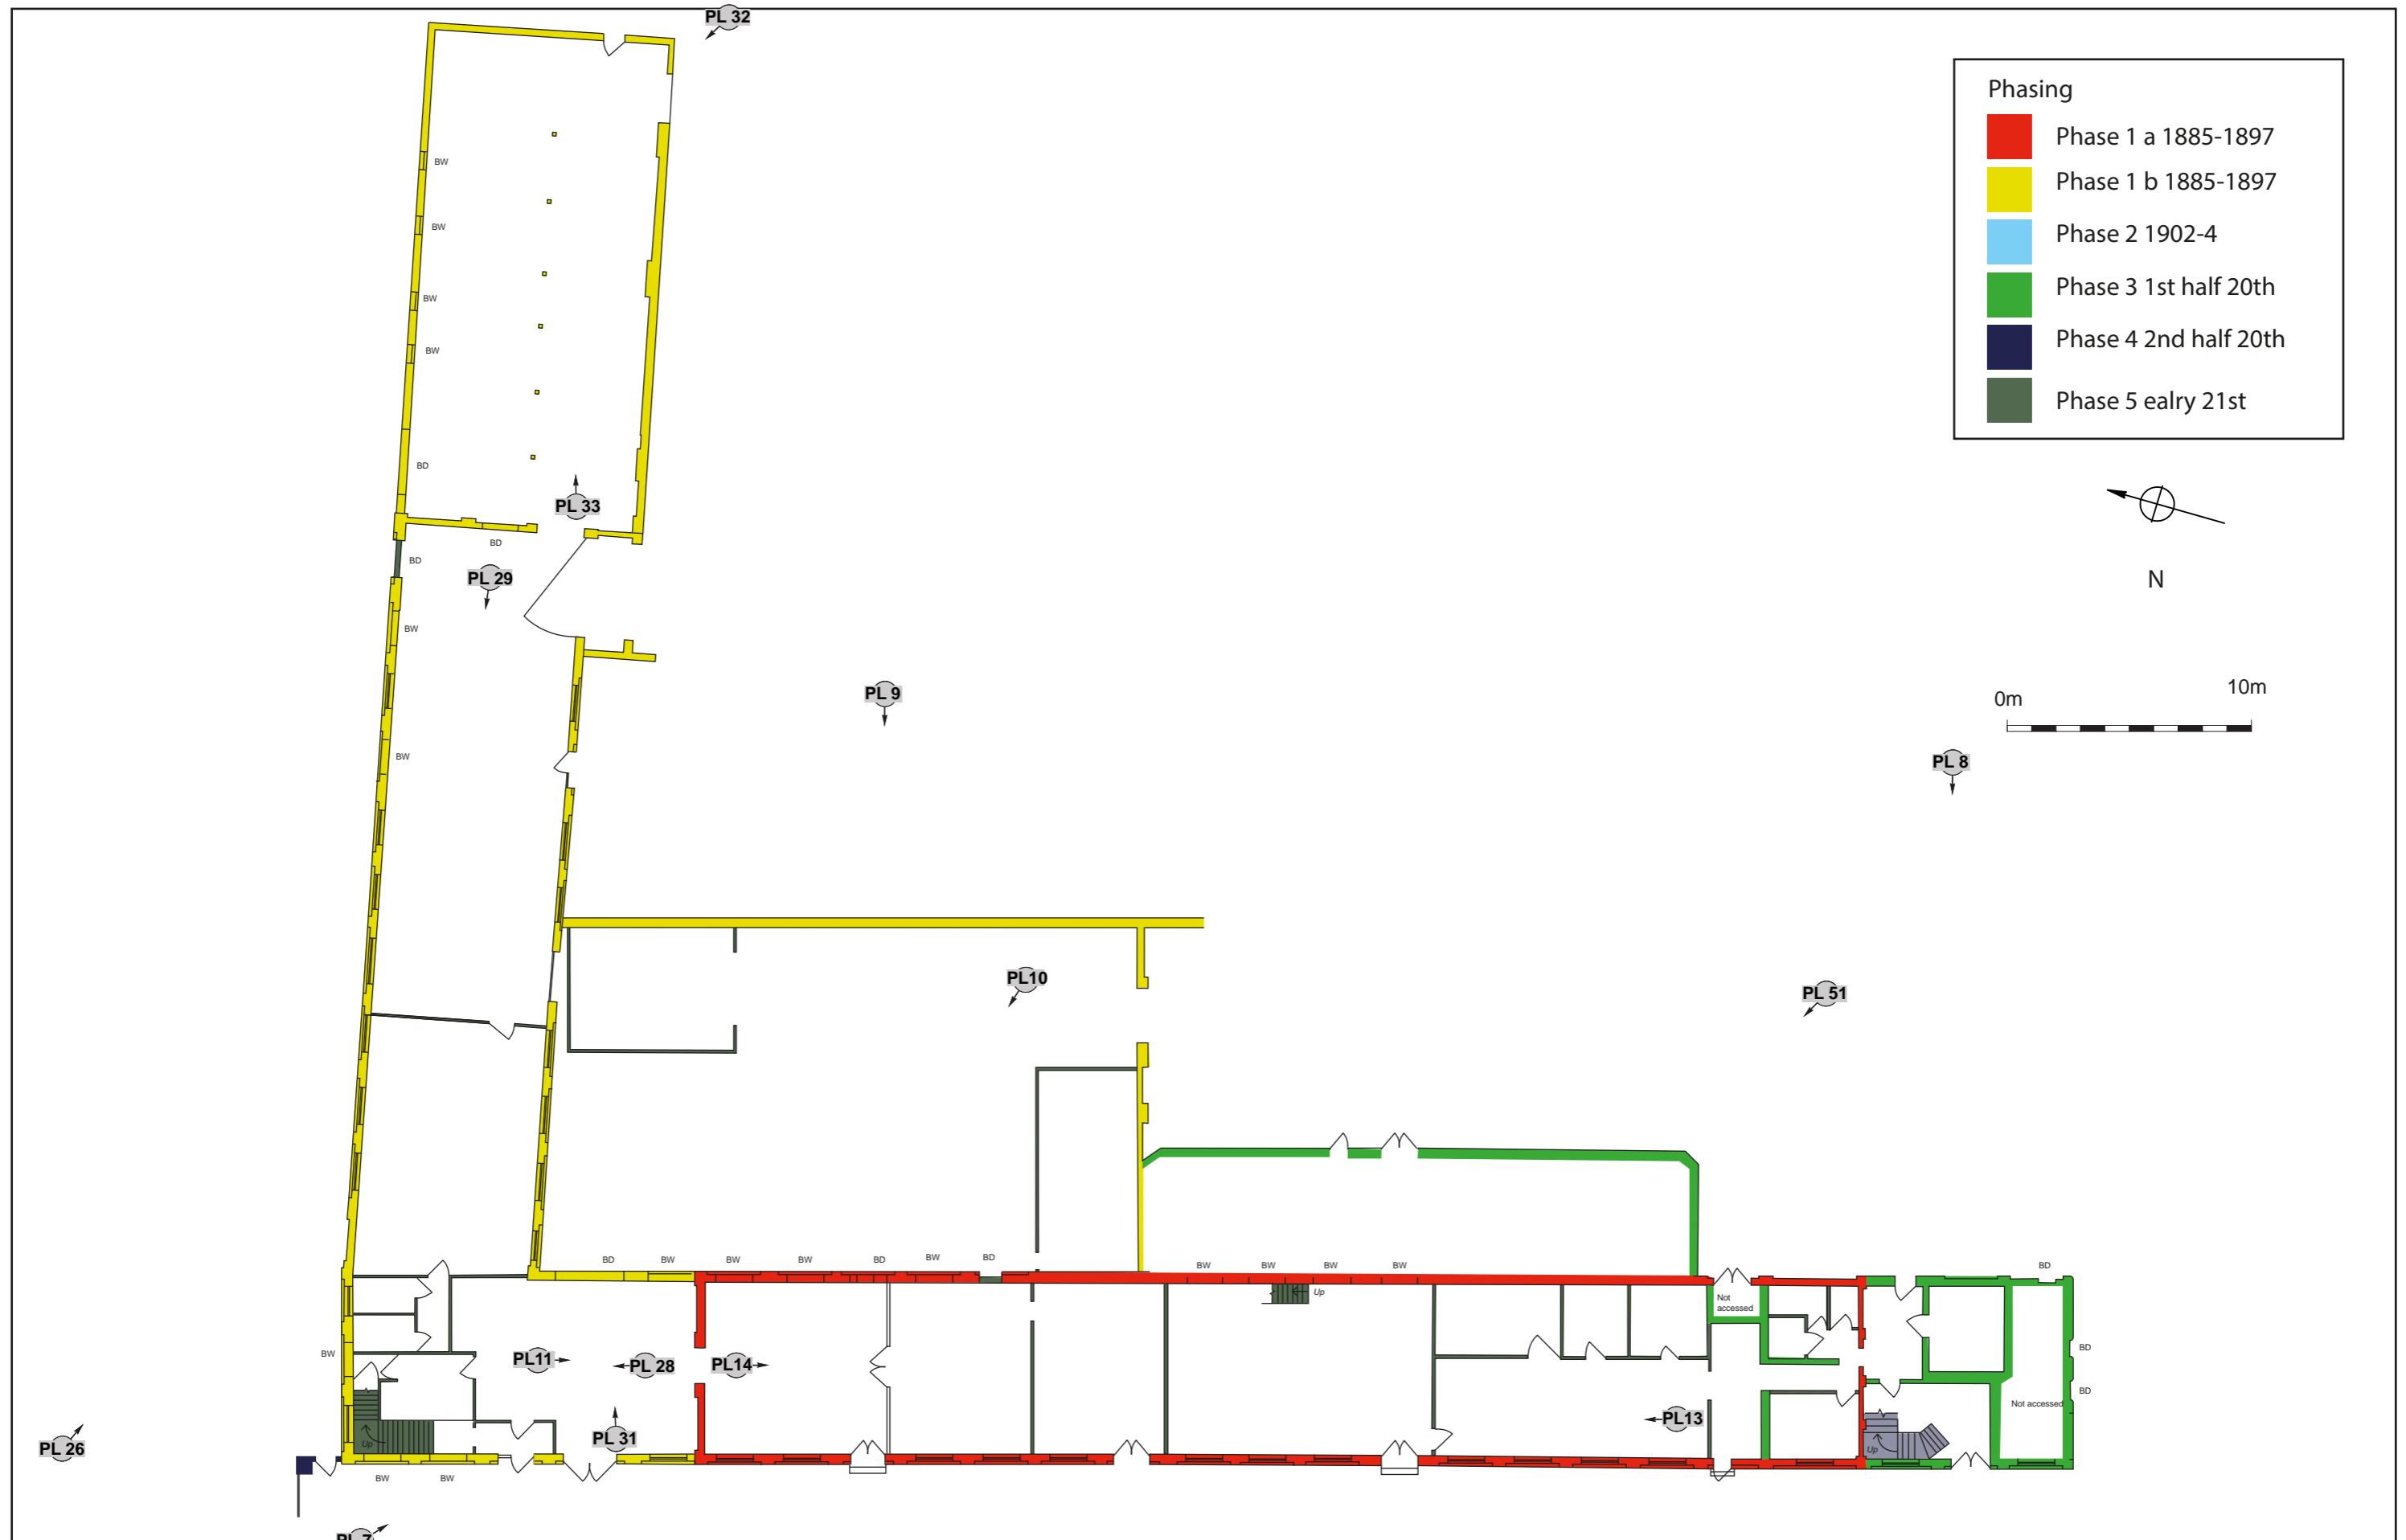 PL 32
Phasing
Phase 1 a 1885-1897
Phase 1 b 1885-1897
Phase 2 1902-4
Phase 3 1st half 20th
Phase 4 2nd half 20th
Phase 5 ealry 21st
BW
BW
BW
BW
BD
PL 33
BD
BD
PL 29
N
BW
PL 9
0m
10m
BW
PL 8
PL10
PL 51
BD
BW
BW
BW
BD
BW
BD
BW
BW
BW
BW
BD
Up
Not
accessed
BW
PL11
PL 28
PL14
BD
BD
Not accessed
PL13
PL 31
PL 26
Up
Up
BW
BW
PL 7